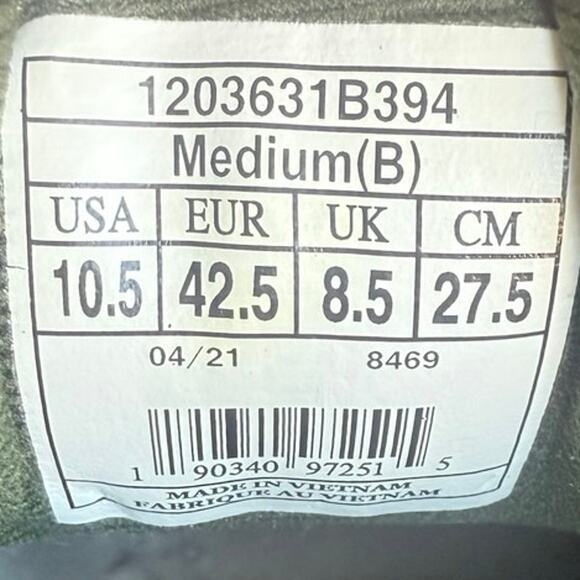 1203631B394
Medium(B)
USA EUR UK CM
10.5 42.5 8.5 27.5
04/21 8469
1 90340 97251 5
MADE IN VIETNAM
FABRIQUE AU VIETNAM